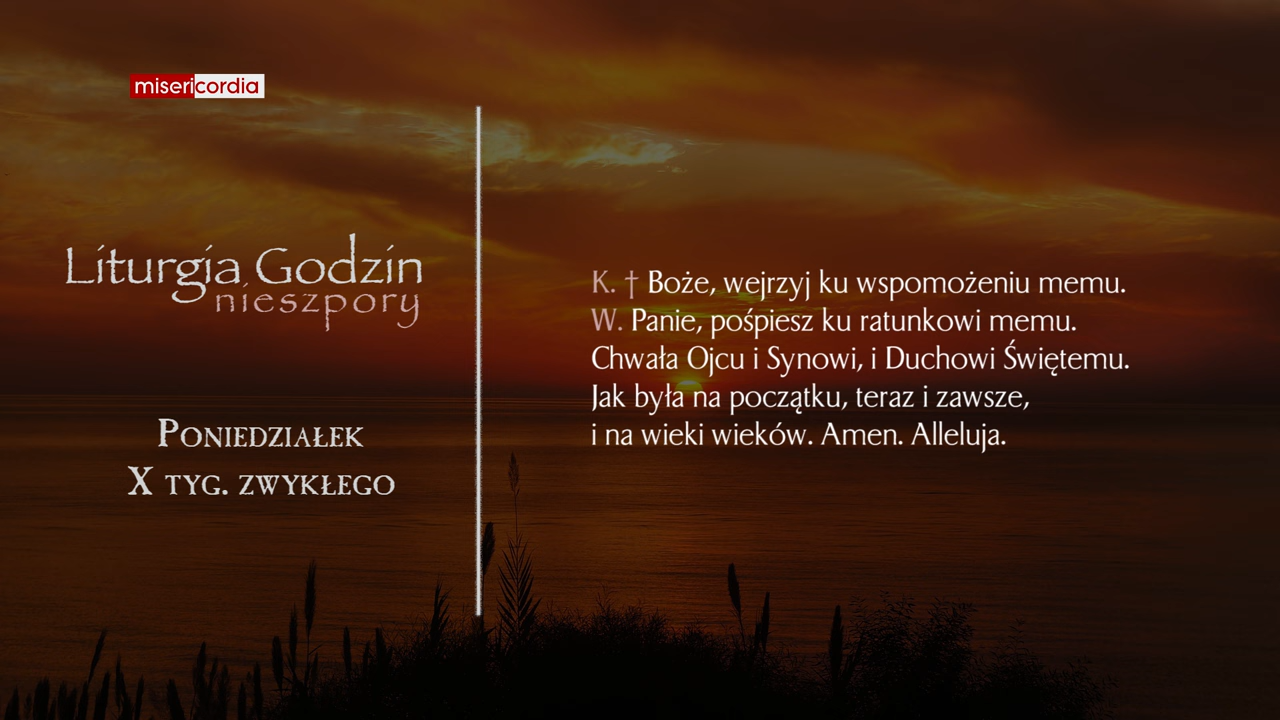 misericordia
Liturgia Godzin
nieszpory
Poniedziałek
X tyg. zwykłego
K. † Boże, wejrzyj ku wspomożeniu memu.
W. Panie, pośpiesz ku ratunkowi memu.
Chwała Ojcu i Synowi, i Duchowi Świętemu.
Jak była na początku, teraz i zawsze,
i na wieki wieków. Amen. Alleluja.